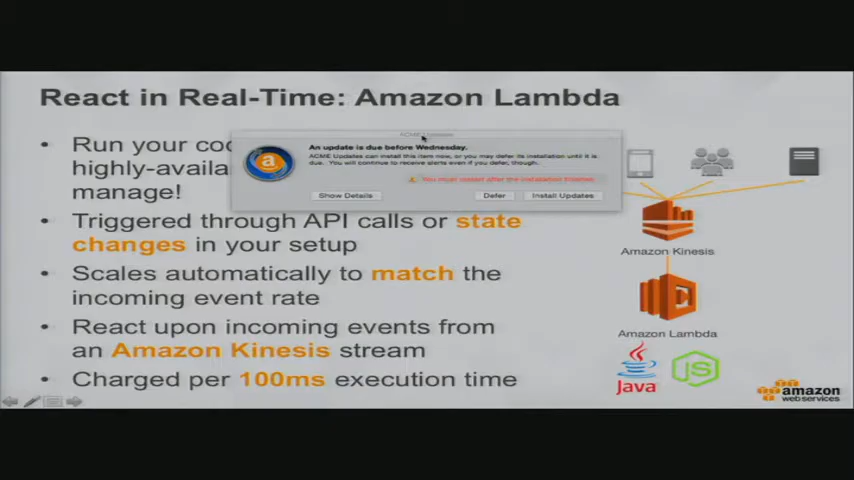 React in Real-Time: Amazon Lambda
• Run your co
highly-availa
manage!
• Triggered through API calls or state
changes in your setup
• Scales automatically to match the
incoming event rate
• React upon incoming events from
an Amazon Kinesis stream
• Charged per 100ms execution time
An update is due before Wednesday.
ACME Updates can install this item now, or you may defer its installation until it is
due. You will continue to receive alerts even if you defer, though.
You must restart after the installation finishes.
Show Details
Defer
Install Updates
Amazon Kinesis
Amazon Lambda
Java
amazon
web services